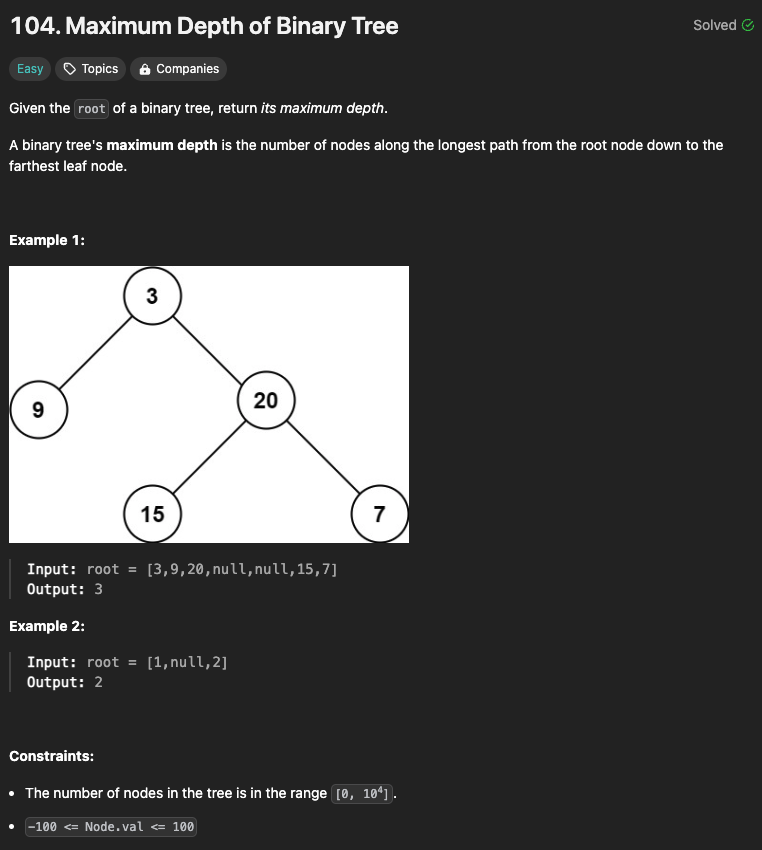 104. Maximum Depth of Binary Tree
Solved
Easy
Topics
Companies
Given the root of a binary tree, return its maximum depth.
A binary tree's maximum depth is the number of nodes along the longest path from the root node down to the
farthest leaf node.
Example 1:
3
9
20
15
7
Input: root = [3,9,20,null,null,15,7]
Output: 3
Example 2:
Input: root = [1,null,2]
Output: 2
Constraints:
• The number of nodes in the tree is in the range [0, 10⁴].
• -100 <= Node.val <= 100